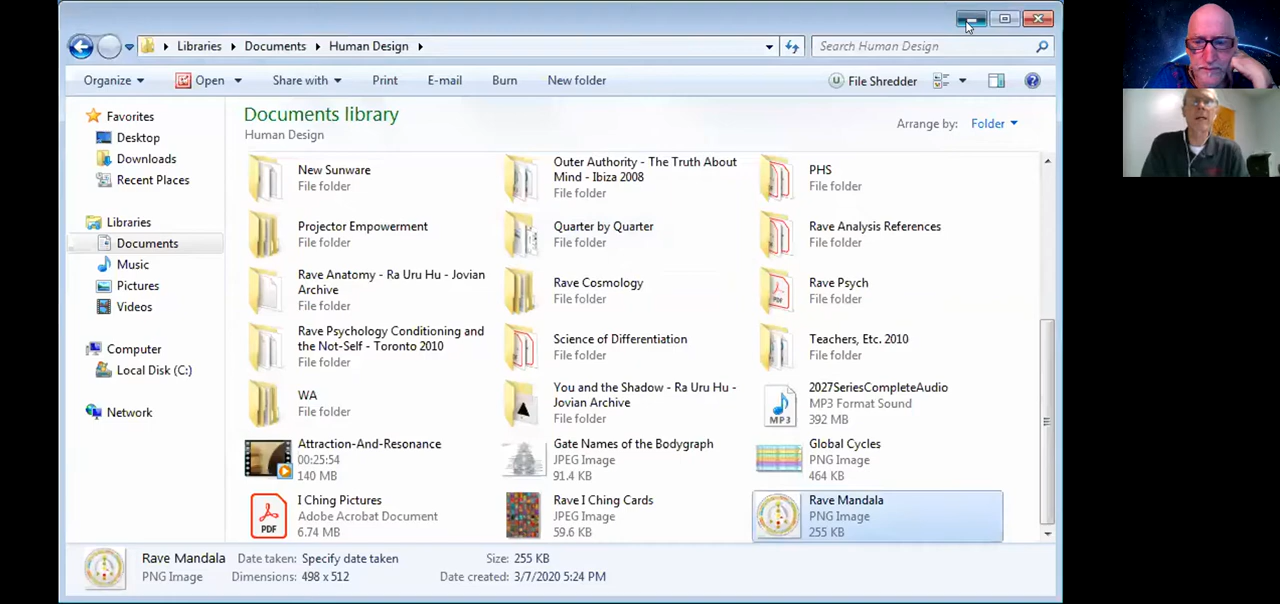 Libraries Documents Human Design
Search Human Design
Organize Open Share with Print E-mail Burn New folder File Shredder
Documents library
Human Design
Arrange by: Folder
Favorites
Desktop
Downloads
Recent Places
Libraries
Documents
Music
Pictures
Videos
Computer
Local Disk (C:)
Network
New Sunware
File folder
Outer Authority - The Truth About
Mind - Ibiza 2008
File folder
PHS
File folder
Projector Empowerment
File folder
Quarter by Quarter
File folder
Rave Analysis References
File folder
Rave Anatomy - Ra Uru Hu - Jovian
Archive
File folder
Rave Cosmology
File folder
Rave Psych
File folder
PDF
Rave Psychology Conditioning and
the Not-Self - Toronto 2010
File folder
Science of Differentiation
File folder
Teachers, Etc. 2010
File folder
WA
File folder
You and the Shadow - Ra Uru Hu -
Jovian Archive
File folder
2027SeriesCompleteAudio
MP3 Format Sound
392 MB
MP3
Attraction-And-Resonance
00:25:54
140 MB
Gate Names of the Bodygraph
JPEG Image
91.4 KB
Global Cycles
PNG Image
464 KB
I Ching Pictures
Adobe Acrobat Document
6.74 MB
PDF
Rave I Ching Cards
JPEG Image
59.6 KB
Rave Mandala
PNG Image
255 KB
Rave Mandala Date taken: Specify date taken Size: 255 KB
PNG Image Dimensions: 498 x 512 Date created: 3/7/2020 5:24 PM